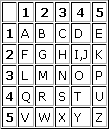 1 2 3 4 5
1 A B C D E
2 F G H I,J K
3 L M N O P
4 Q R S T U
5 V W X Y Z